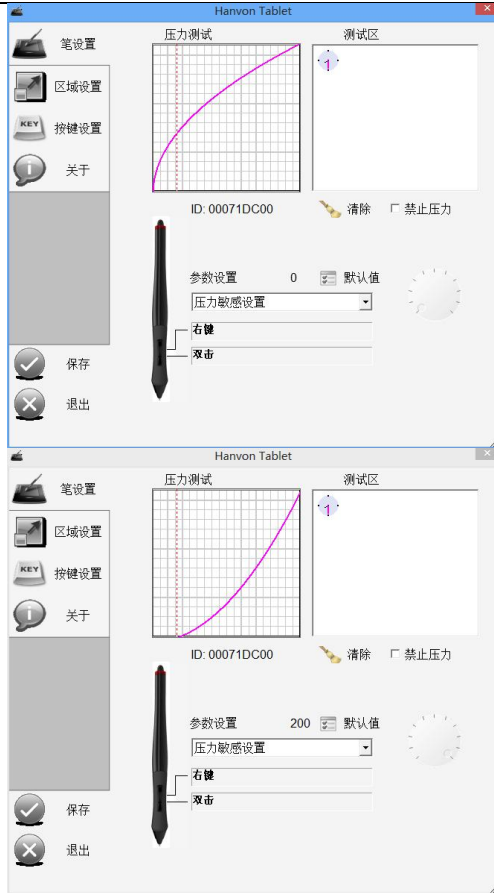 Hanvon Tablet
笔设置
区域设置
KEY
按键设置
关于
保存
退出
压力测试
测试区
1
ID: 00071DC00
清除
禁止压力
参数设置 0 默认值
压力敏感设置
右键
双击
Hanvon Tablet
笔设置
区域设置
KEY
按键设置
关于
保存
退出
压力测试
测试区
1
ID: 00071DC00
清除
禁止压力
参数设置 200 默认值
压力敏感设置
右键
双击